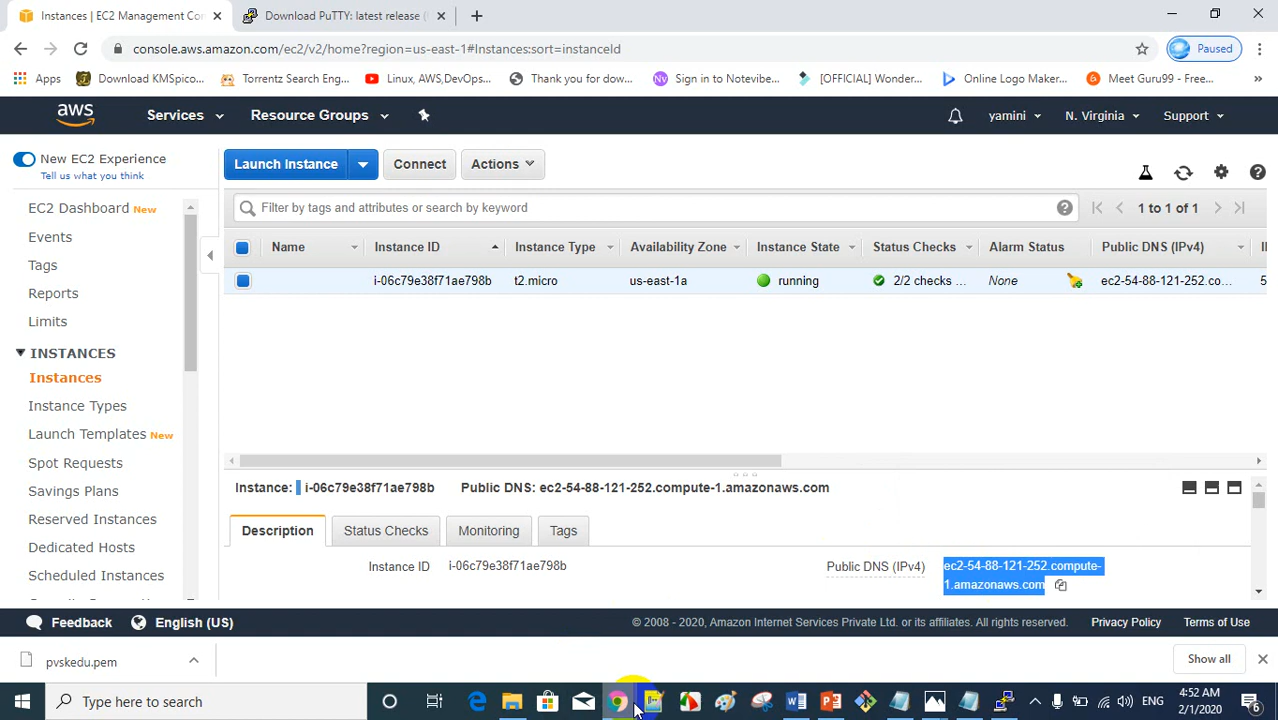 Instances | EC2 Management Con
Download PuTTY: latest release (
console.aws.amazon.com/ec2/v2/home?region=us-east-1#Instances:sort=instanceId
Paused
Apps
Download KMSpico...
Torrentz Search Eng...
Linux, AWS,DevOps...
Thank you for dow...
Sign in to Notevibe...
[OFFICIAL] Wonder...
Online Logo Maker...
Meet Guru99 - Free...
aws
Services
Resource Groups
yamini
N. Virginia
Support
New EC2 Experience
Tell us what you think
Launch Instance
Connect
Actions
EC2 Dashboard New
Events
Tags
Reports
Limits
INSTANCES
Instances
Instance Types
Launch Templates New
Spot Requests
Savings Plans
Reserved Instances
Dedicated Hosts
Scheduled Instances
Filter by tags and attributes or search by keyword
1 to 1 of 1
Name
Instance ID
Instance Type
Availability Zone
Instance State
Status Checks
Alarm Status
Public DNS (IPv4)
i-06c79e38f71ae798b
t2.micro
us-east-1a
running
2/2 checks ...
None
ec2-54-88-121-252.co...
5
Instance: i-06c79e38f71ae798b Public DNS: ec2-54-88-121-252.compute-1.amazonaws.com
Description
Status Checks
Monitoring
Tags
Instance ID
i-06c79e38f71ae798b
Public DNS (IPv4)
ec2-54-88-121-252.compute-
1.amazonaws.com
Feedback
English (US)
© 2008 - 2020, Amazon Internet Services Private Ltd. or its affiliates. All rights reserved.
Privacy Policy
Terms of Use
pvskedu.pem
Show all
Type here to search
ENG
4:52 AM
2/1/2020
6